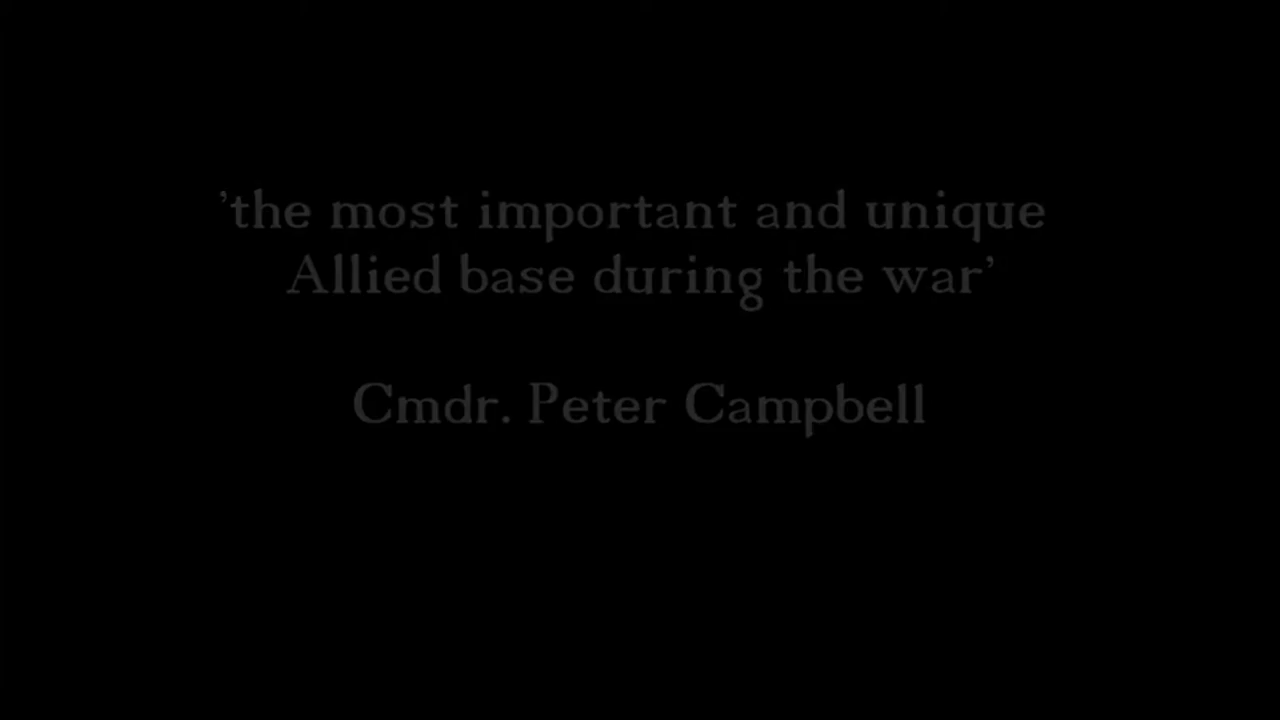 ’the most important and unique
Allied base during the war’
Cmdr. Peter Campbell